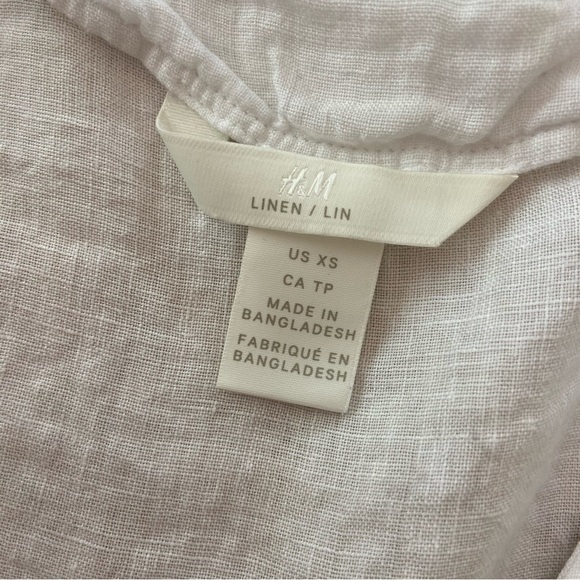 H&M
LINEN / LIN
US XS
CA TP
MADE IN
BANGLADESH
FABRIQUÉ EN
BANGLADESH